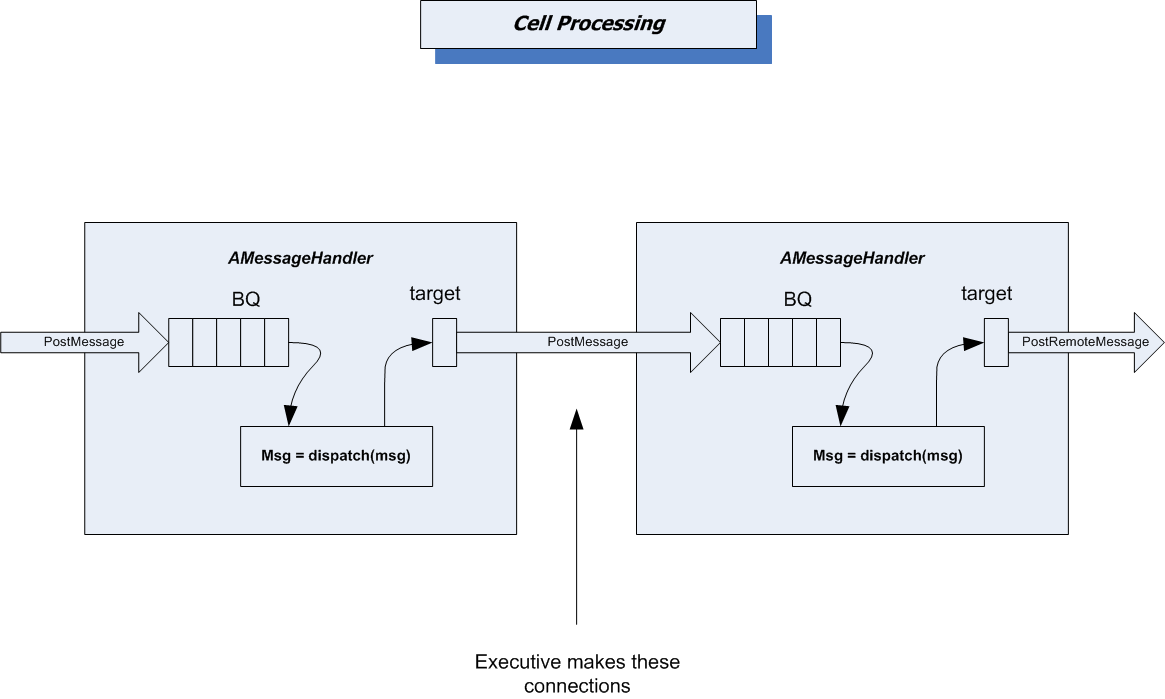 Cell Processing
AMessageHandler
BQ
target
PostMessage
Msg = dispatch(msg)
PostMessage
AMessageHandler
BQ
target
PostRemoteMessage
Msg = dispatch(msg)
Executive makes these
connections